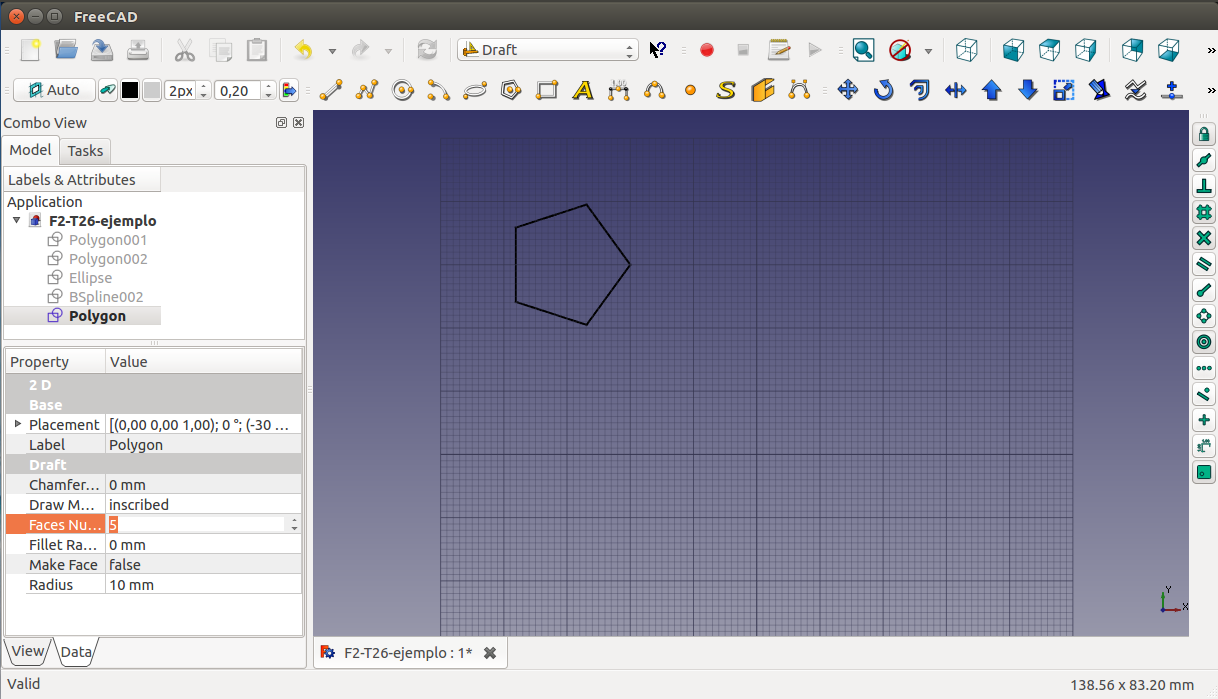 FreeCAD
Draft
»
Auto
2px
0,20
»
Combo View
Model
Tasks
Labels & Attributes
Application
F2-T26-ejemplo
Polygon001
Polygon002
Ellipse
BSpline002
Polygon
Property Value
2 D
Base
Placement [(0,00 0,00 1,00); 0 °; (-30 ...
Label Polygon
Draft
Chamfer... 0 mm
Draw M... inscribed
Faces Nu... 5
Fillet Ra... 0 mm
Make Face false
Radius 10 mm
Y
X
View
Data
F2-T26-ejemplo : 1*
Valid
138.56 x 83.20 mm